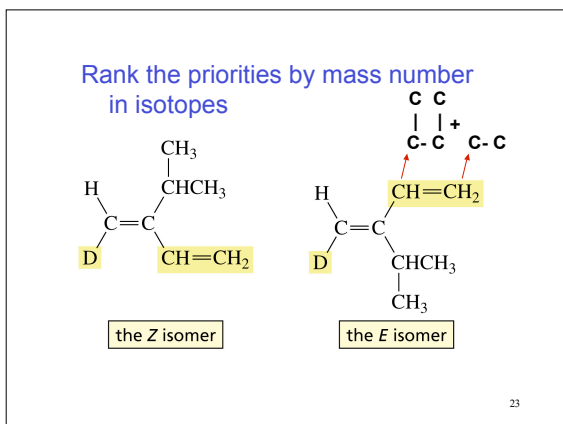 Rank the priorities by mass number
in isotopes
C C
| | +
C- C C- C
CH3
H CHCH3
C=C
D CH=CH2
the Z isomer
CH=CH2
H
C=C
D CHCH3
CH3
the E isomer
23